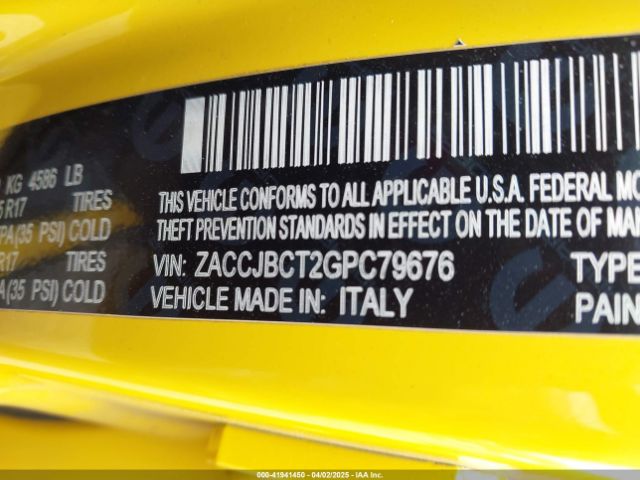 KG 4586 LB
R17 TIRES
(35 PSI) COLD
R17 TIRES
(35 PSI) COLD
THIS VEHICLE CONFORMS TO ALL APPLICABLE U.S.A. FEDERAL MO
THEFT PREVENTION STANDARDS IN EFFECT ON THE DATE OF MA
VIN: ZACCJBCT2GPC79676 TYPE
VEHICLE MADE IN: ITALY PAIN
000-41941450 - 04/02/2025 - IAA Inc.